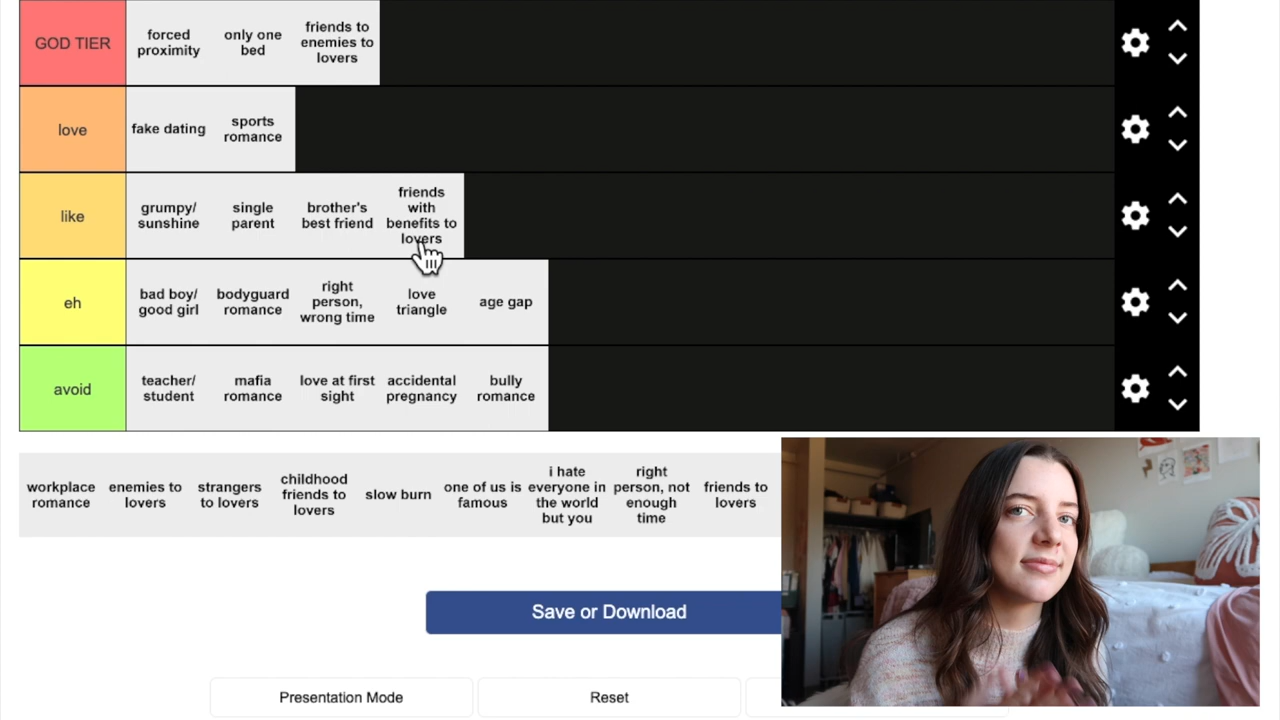 GOD TIER
forced
proximity
only one
bed
friends to
enemies to
lovers
love
fake dating
sports
romance
like
grumpy/
sunshine
single
parent
brother's
best friend
friends
with
benefits to
lovers
eh
bad boy/
good girl
bodyguard
romance
right
person,
wrong time
love
triangle
age gap
avoid
teacher/
student
mafia
romance
love at first
sight
accidental
pregnancy
bully
romance
workplace
romance
enemies to
lovers
strangers
to lovers
childhood
friends to
lovers
slow burn
one of us is
famous
i hate
everyone in
the world
but you
right
person, not
enough
time
friends to
lovers
Save or Download
Presentation Mode
Reset